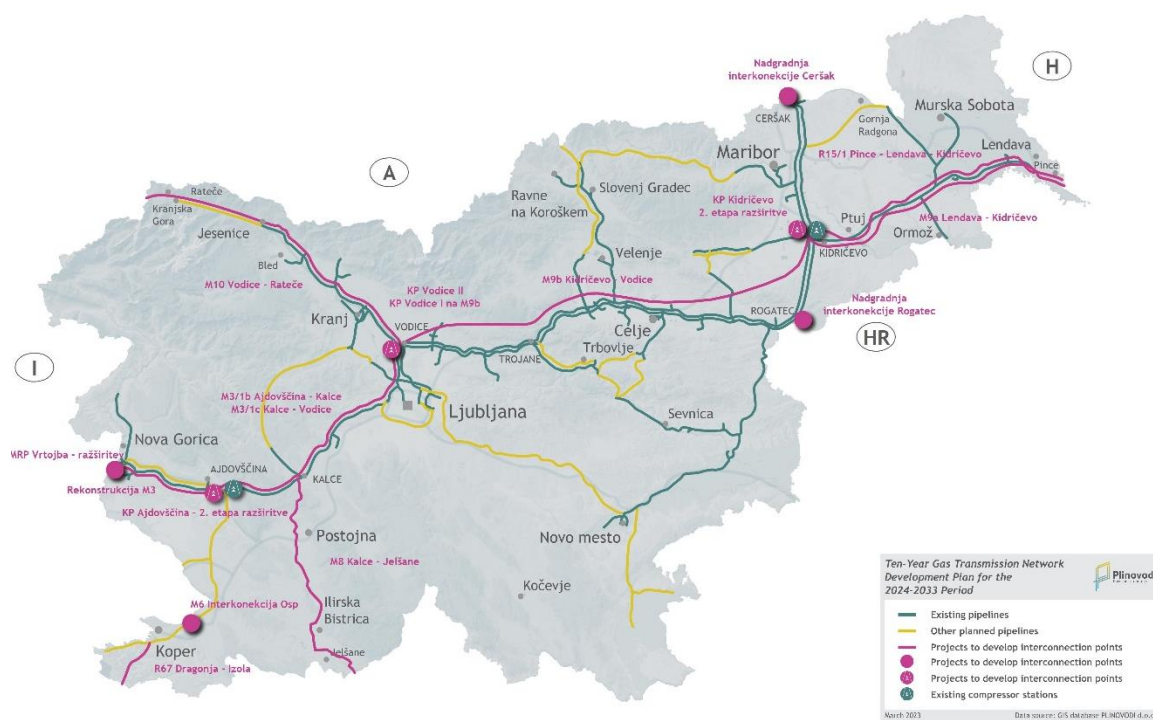 Nadgradnja
interkonekcije Ceršak
H
CERŠAK
Gornja
Radgona
Murska Sobota
Maribor
R15/1 Pince - Lendava - Kidričevo
Lendava
Pince
A
Rateče
Kranjska
Gora
Jesenice
Ravne
na Koroškem
Slovenj Gradec
KP Kidričevo
2. etapa razširitve
Ptuj
M9a Lendava - Kidričevo
Ormož
KIDRIČEVO
Velenje
Bled
M10 Vodice - Rateče
KP Vodice II
KP Vodice I na M9b
M9b Kidričevo - Vodice
Kranj
VODICE
Celje
ROGATEC
Nadgradnja
interkonekcije Rogatec
HR
TROJANE
Trbovlje
I
M3/1b Ajdovščina - Kalce
M3/1c Kalce - Vodice
Ljubljana
Sevnica
Nova Gorica
MRP Vrtojba - razširitev
AJDOVŠČINA
KALCE
Rekonstrukcija M3
KP Ajdovščina - 2. etapa razširitve
Postojna
Novo mesto
M8 Kalce - Jelšane
Kočevje
M6 Interkonekcija Osp
Ilirska
Bistrica
Koper
Jelšane
R67 Dragonja - Izola
Ten-Year Gas Transmission Network
Development Plan for the
2024-2033 Period
Plinovodi
Existing pipelines
Other planned pipelines
Projects to develop interconnection points
Projects to develop interconnection points
Projects to develop interconnection points
Existing compressor stations
March 2023
Data source: GIS database PLINOVODI d.o.o.